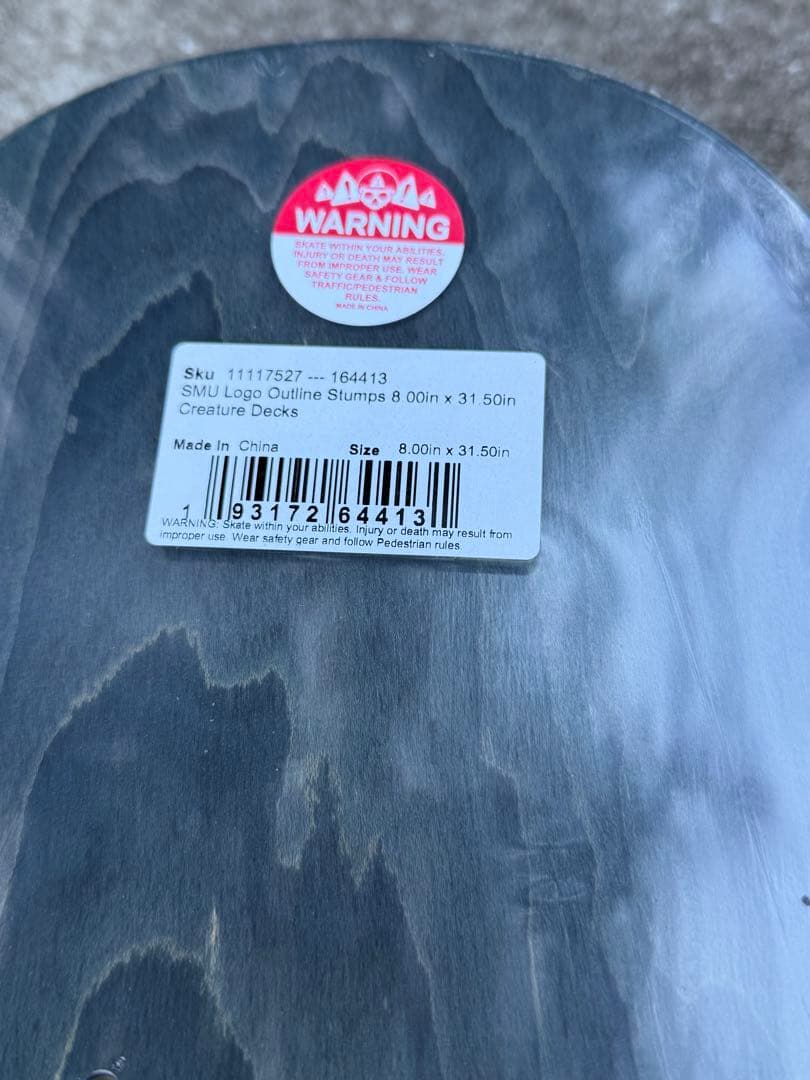 WARNING
SKATE WITHIN YOUR ABILITIES.
INJURY OR DEATH MAY RESULT
FROM IMPROPER USE. WEAR
SAFETY GEAR & FOLLOW
TRAFFIC/PEDESTRIAN
RULES.
MADE IN CHINA
Sku 11117527 --- 164413
SMU Logo Outline Stumps 8.00in x 31.50in
Creature Decks
Made In China Size 8.00in x 31.50in
1 93172 64413
WARNING: Skate within your abilities. Injury or death may result from
improper use. Wear safety gear and follow Pedestrian rules